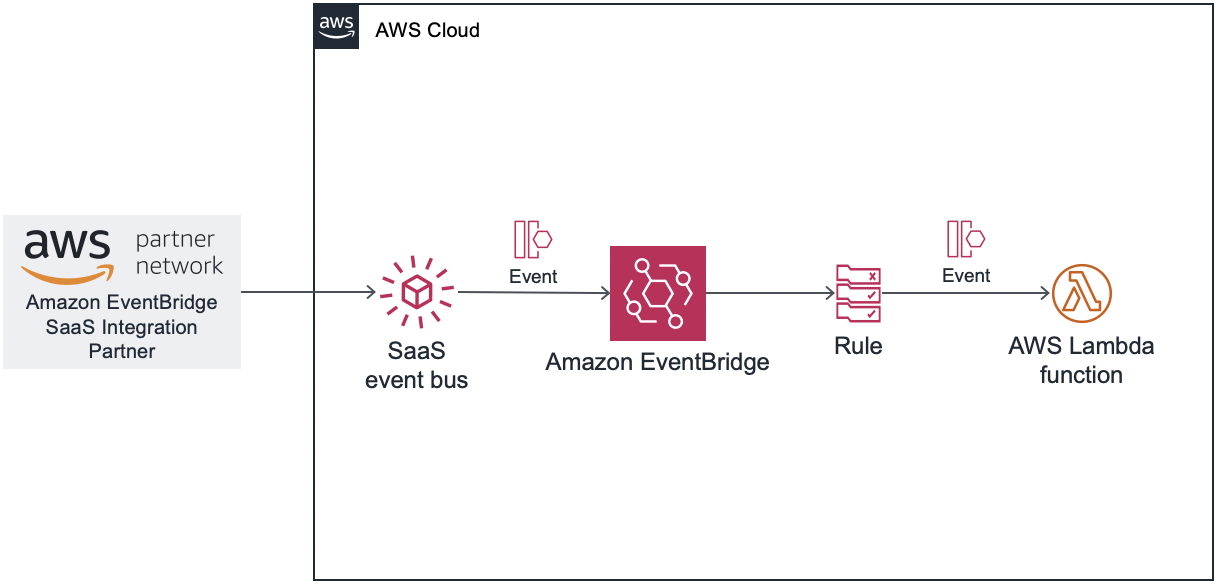 aws
AWS Cloud
aws
partner
network
Amazon EventBridge
SaaS Integration
Partner
SaaS
event bus
Event
Amazon EventBridge
Rule
Event
AWS Lambda
function